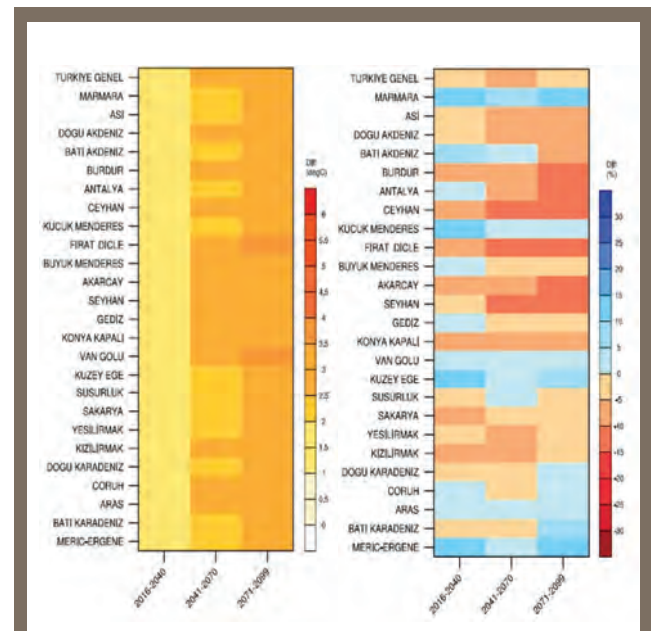 TURKIYE GENEL
MARMARA
ASI
DOGU AKDENIZ
BATI AKDENIZ
BURDUR
ANTALYA
CEYHAN
KUCUK MENDERES
FIRAT DICLE
BUYUK MENDERES
AKARCAY
SEYHAN
GEDIZ
KONYA KAPALI
VAN GOLU
KUZEY EGE
SUSURLUK
SAKARYA
YESILIRMAK
KIZILIRMAK
DOGU KARADENIZ
CORUH
ARAS
BATI KARADENIZ
MERIC-ERGENE
2016-2040
2041-2070
2071-2099
Diff
(degC)
6
5,5
5
4,5
4
3,5
3
2,5
2
1,5
1
0,5
0
TURKIYE GENEL
MARMARA
ASI
DOGU AKDENIZ
BATI AKDENIZ
BURDUR
ANTALYA
CEYHAN
KUCUK MENDERES
FIRAT DICLE
BUYUK MENDERES
AKARCAY
SEYHAN
GEDIZ
KONYA KAPALI
VAN GOLU
KUZEY EGE
SUSURLUK
SAKARYA
YESILIRMAK
KIZILIRMAK
DOGU KARADENIZ
CORUH
ARAS
BATI KARADENIZ
MERIC-ERGENE
2016-2040
2041-2070
2071-2099
Diff
(%)
30
25
20
15
10
5
0
-5
-10
-15
-20
-25
-30